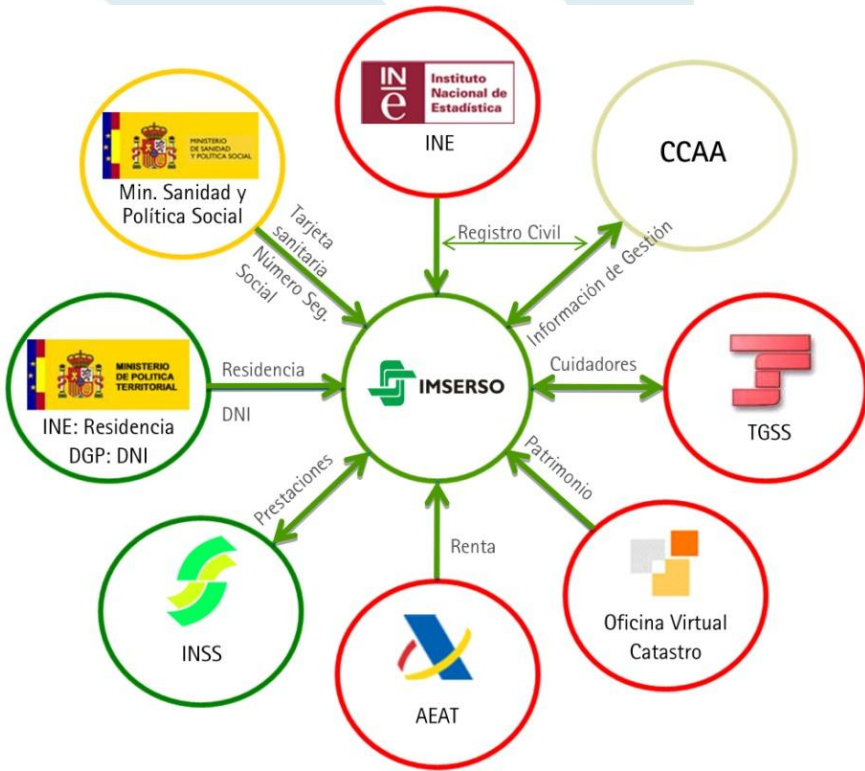 IN
e
Instituto
Nacional de
Estadística
INE
CCAA
MINISTERIO
DE SANIDAD
Y POLÍTICA SOCIAL
Min. Sanidad y
Política Social
Tarjeta
sanitaria
Número Seg.
Social
Registro Civil
Información de Gestión
MINISTERIO
DE POLITICA
TERRITORIAL
INE: Residencia
DGP: DNI
Residencia
DNI
IMSERSO
Cuidadores
TGSS
Prestaciones
Patrimonio
Renta
INSS
AEAT
Oficina Virtual
Catastro